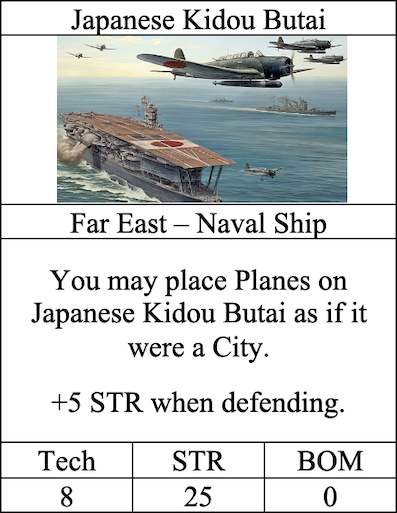 Japanese Kidou Butai
Far East – Naval Ship
You may place Planes on
Japanese Kidou Butai as if it
were a City.
+5 STR when defending.
Tech STR BOM
8 25 0